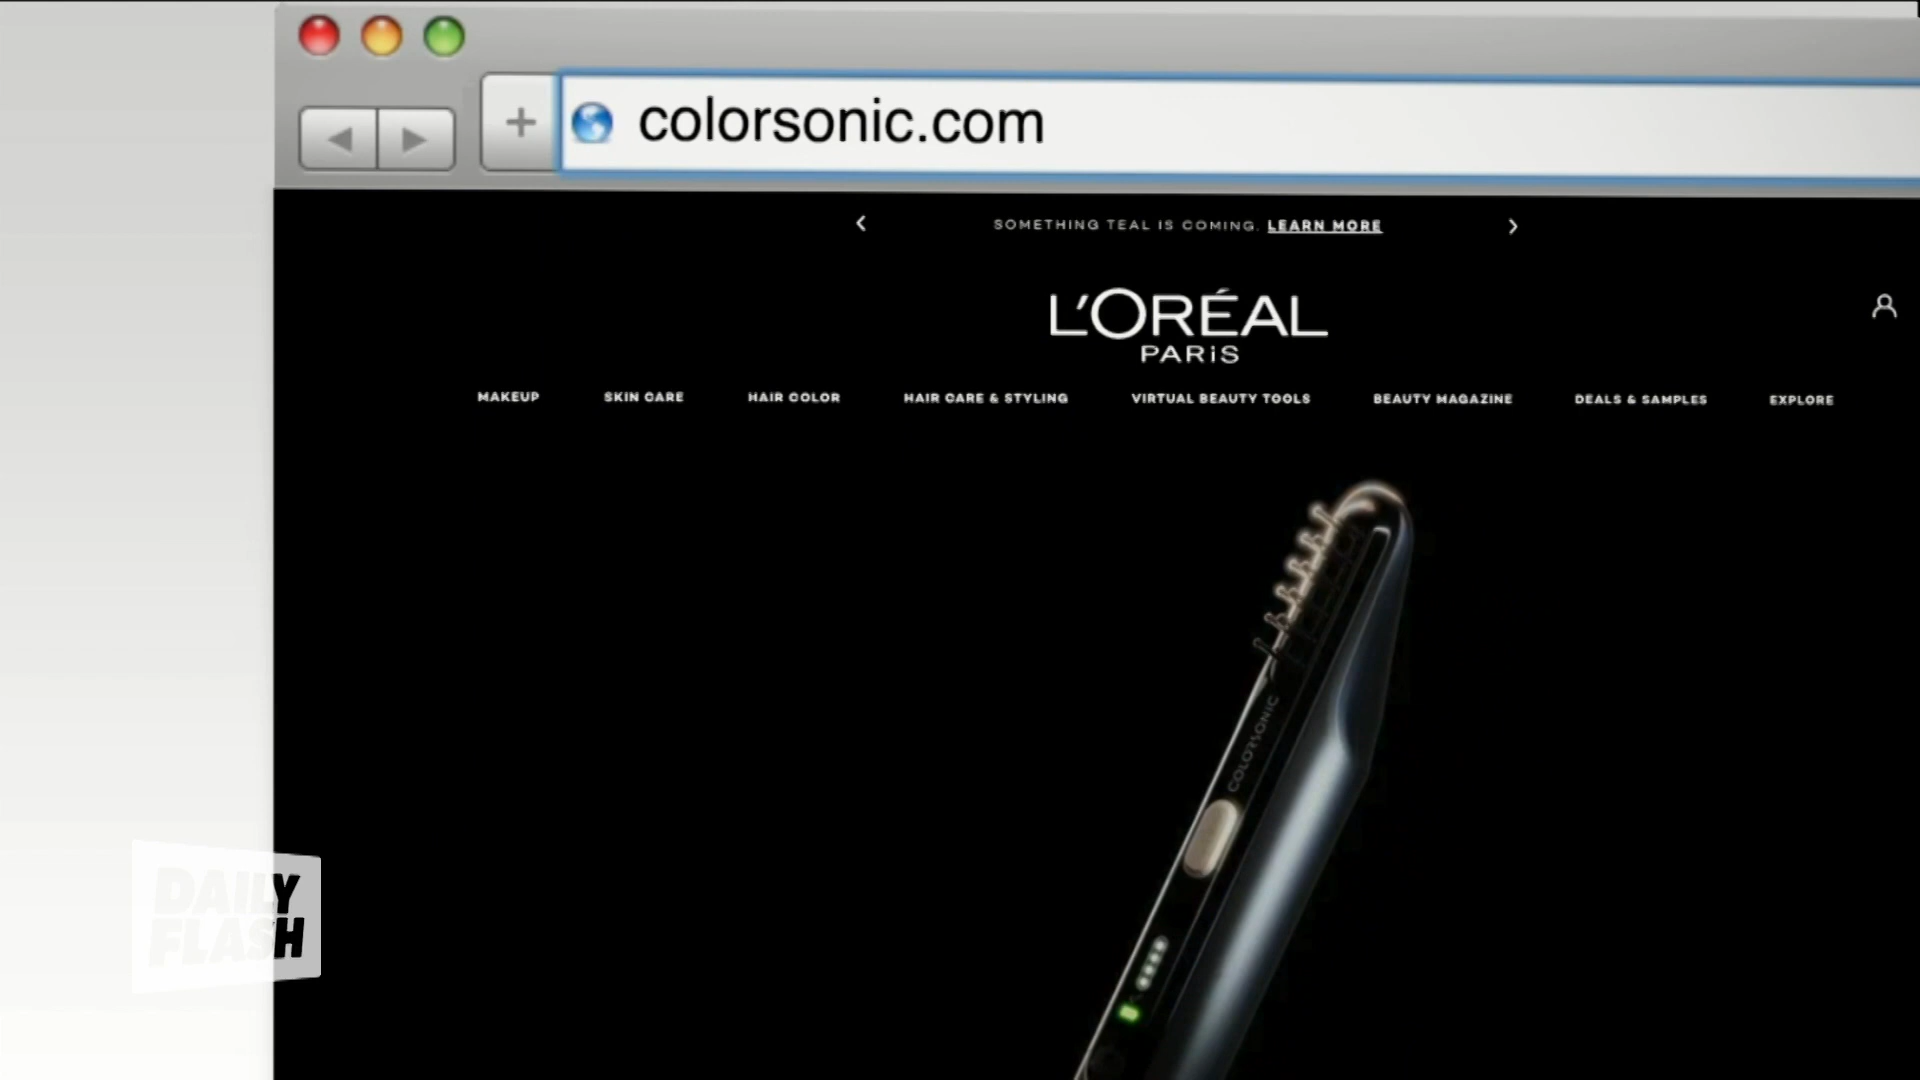 colorsonic.com
SOMETHING TEAL IS COMING. LEARN MORE
L'ORÉAL
PARiS
MAKEUP SKIN CARE HAIR COLOR HAIR CARE & STYLING VIRTUAL BEAUTY TOOLS BEAUTY MAGAZINE DEALS & SAMPLES EXPLORE
COLORSONIC
DAILY
FLASH